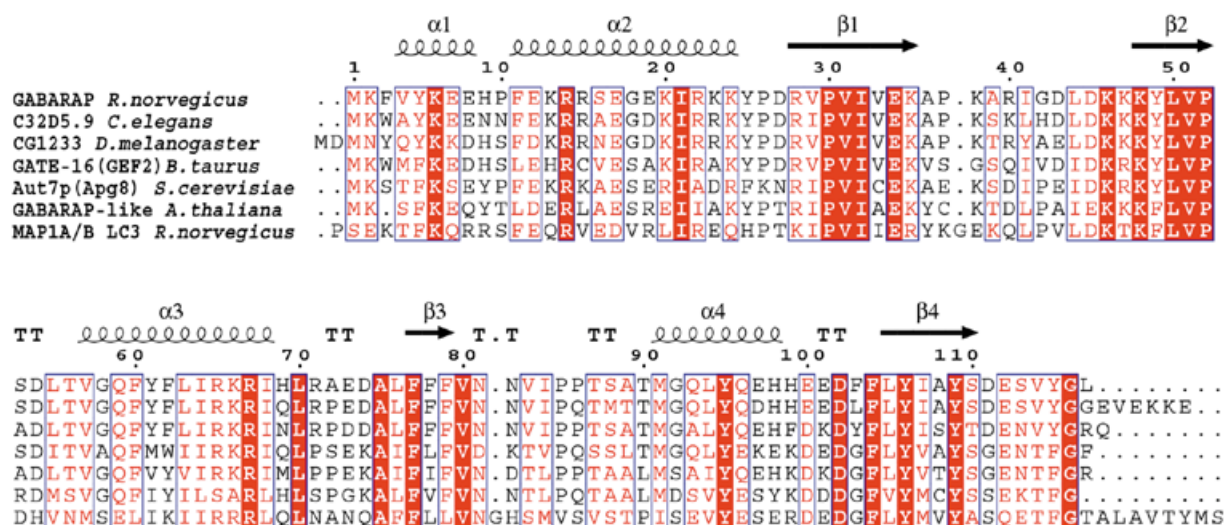 α1 α2 β1 β2
1 10 20 30 40 50
GABARAP R.norvegicus ..MKFVYKEEHPFEKRRSEGEKIRKKYPDRVPVIVEKAP.KARIGDLDKKKYLVP
C32D5.9 C.elegans ..MKWAYKEENNFEKRRAEGDKIRRKYPDRIPVIVEKAP.KSKLHDLDKKKYLVP
CG1233 D.melanogaster MDMNYQYKKDHSFDKRRNEGDKIRRKYPDRVPVIVEKAP.KTRYAELDKKKYLVP
GATE-16(GEF2)B.taurus ..MKWMFKEDHSLEHRCVESAKIRAKYPDRVPVIVEKVS.GSQIVDIDKRKYLVP
Aut7p(Apg8) S.cerevisiae ..MKSTFKSEYPFEKRKAESERIADRFKNRIPVICEKAE.KSDIPEIDKRKYLVP
GABARAP-like A.thaliana ..MK.SFKEQYTLDERLAESREIIAKYPTRIPVIAEKYC.KTDLPAIEKKKFLVP
MAP1A/B LC3 R.norvegicus .PSEKTFKQRRSFEQRVEDVRLIREQHPTKIPVIIERYKGEKQLPVLDKTKFLVP
α3 β3 α4 β4
TT TT T.T TT TT
60 70 80 90 100 110
SDLTVGQFYFLIRKRIHLRAEDALFFFVN.NVIPPTSATMGQLYQEHHEEDFFLYIAYSDESVYGL........
SDLTVGQFYFLIRKRIQLRPEDALFFFVN.NVIPQTMTTMGQLYQDHHEEDLFLYIAYSDESVYGGEVEKKE..
ADLTVGQFYFLIRKRINLRPDDALFFFVN.NVIPPTSATMGALYQEHFDKDYFLYISYTDENVYGRQ.......
SDITVAQFMWIIRKRIQLPSEKAIFLFVD.KTVPQSSLTMGQLYEKEKDEDGFLYVAYSGENTFGF........
ADLTVGQFVYVIRKRIMLPPEKAIFIFVN.DTLPPTAALMSAIYQEHKDKDGFLYVTYSGENTFGR........
RDMSVGQFIYILSARLHLSPGKALFVFVNNTLPQTAALMDSVYESYKDDDGFVYMCYSSEKTFG.........
DHVNMSELIKIIRRRLQLNANQAFFLLVNGHSMVSVSTPISEVYESERDEDGFLYMVYASQETFGTALAVTYMS